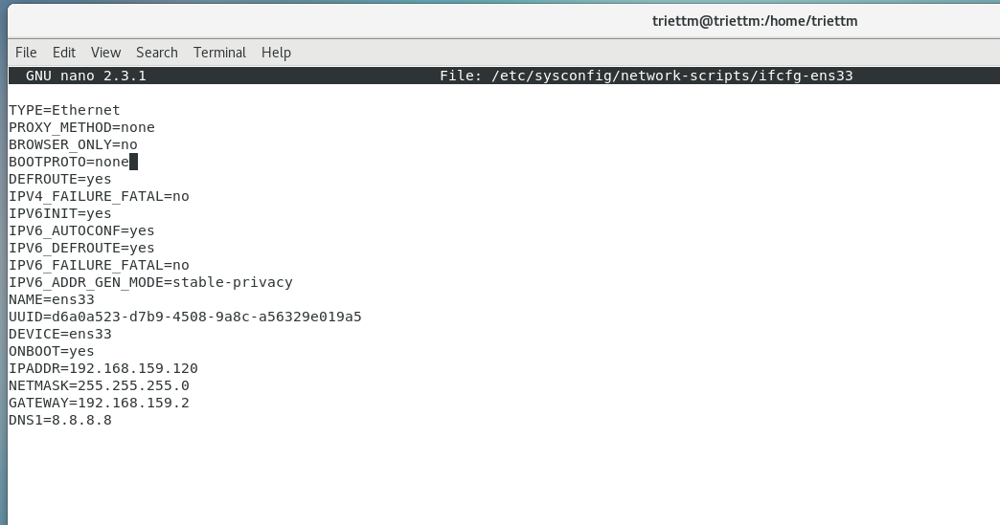 triettm@triettm:/home/triettm
File Edit View Search Terminal Help
GNU nano 2.3.1 File: /etc/sysconfig/network-scripts/ifcfg-ens33
TYPE=Ethernet
PROXY_METHOD=none
BROWSER_ONLY=no
BOOTPROTO=none
DEFROUTE=yes
IPV4_FAILURE_FATAL=no
IPV6INIT=yes
IPV6_AUTOCONF=yes
IPV6_DEFROUTE=yes
IPV6_FAILURE_FATAL=no
IPV6_ADDR_GEN_MODE=stable-privacy
NAME=ens33
UUID=d6a0a523-d7b9-4508-9a8c-a56329e019a5
DEVICE=ens33
ONBOOT=yes
IPADDR=192.168.159.120
NETMASK=255.255.255.0
GATEWAY=192.168.159.2
DNS1=8.8.8.8